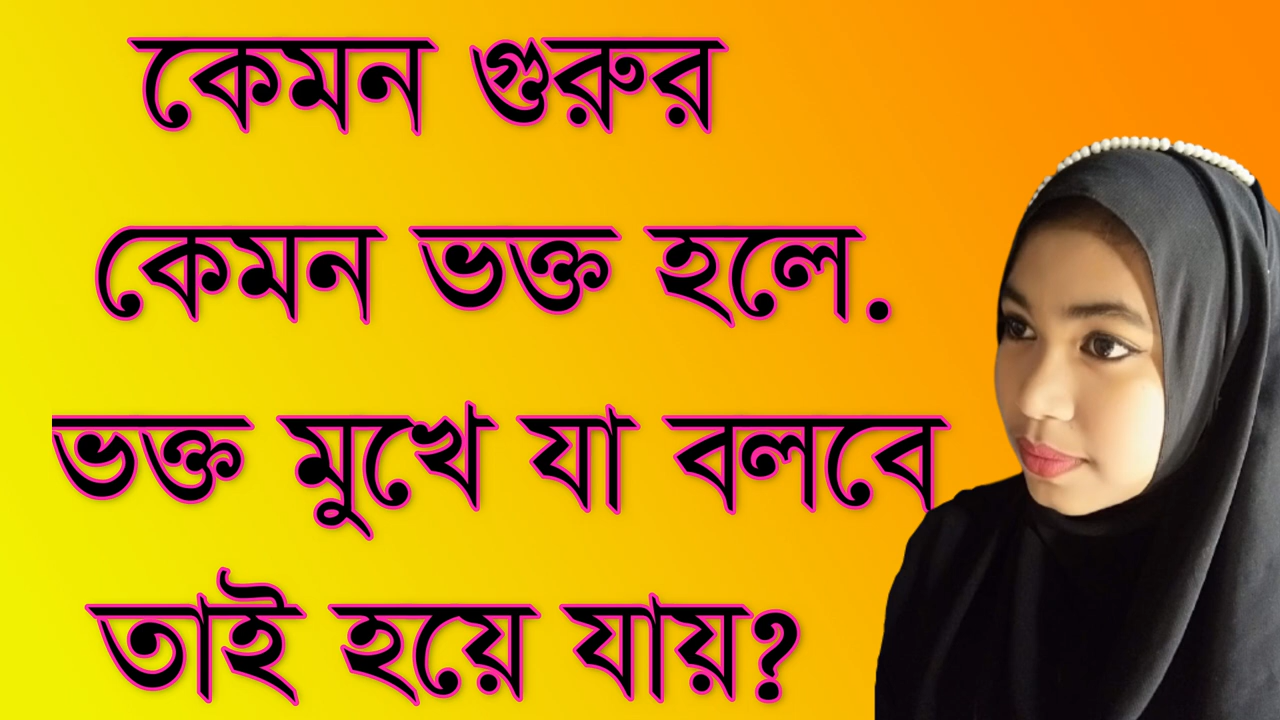 কেমন গুরুর
কেমন ভক্ত হলে.
ভক্ত মুখে যা বলবে
তাই হয়ে যায়?